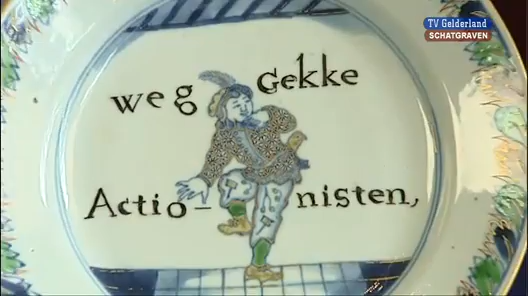 TV Gelderland
SCHATGRAVEN
weg Gekke
Actio- nisten,